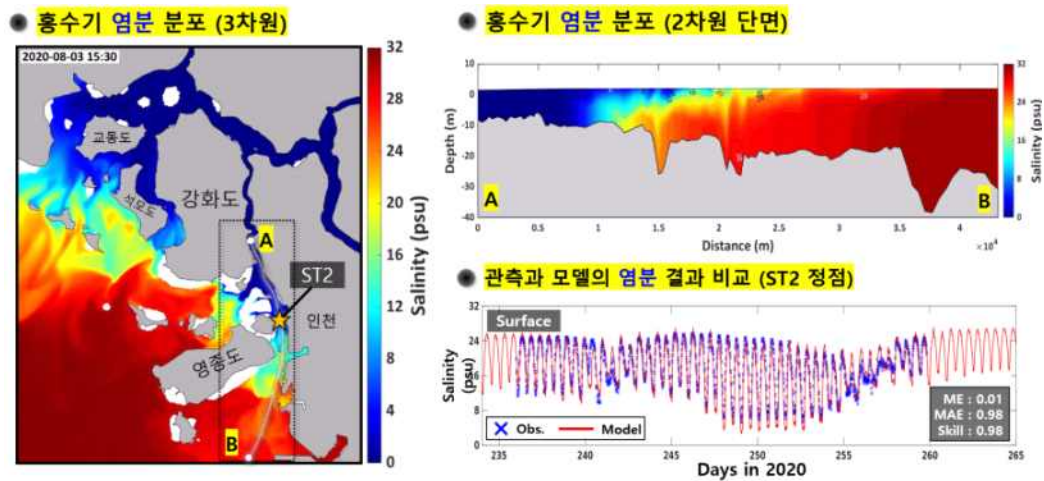 홍수기 염분 분포 (3차원)
2020-08-03 15:30
교동도
석모도
강화도
A
ST2
인천
영종도
B
32
28
24
20
16
12
8
4
0
Salinity (psu)
홍수기 염분 분포 (2차원 단면)
10
0
-10
-20
-30
-40
Depth (m)
A
B
0
0.5
1
1.5
2
2.5
3
3.5
4
Distance (m)
×10⁴
32
24
16
8
0
Salinity (psu)
관측과 모델의 염분 결과 비교 (ST2 정점)
Surface
24
16
8
0
Salinity
(psu)
Obs.
Model
ME : 0.01
MAE : 0.98
Skill : 0.98
235
240
245
250
255
260
265
Days in 2020